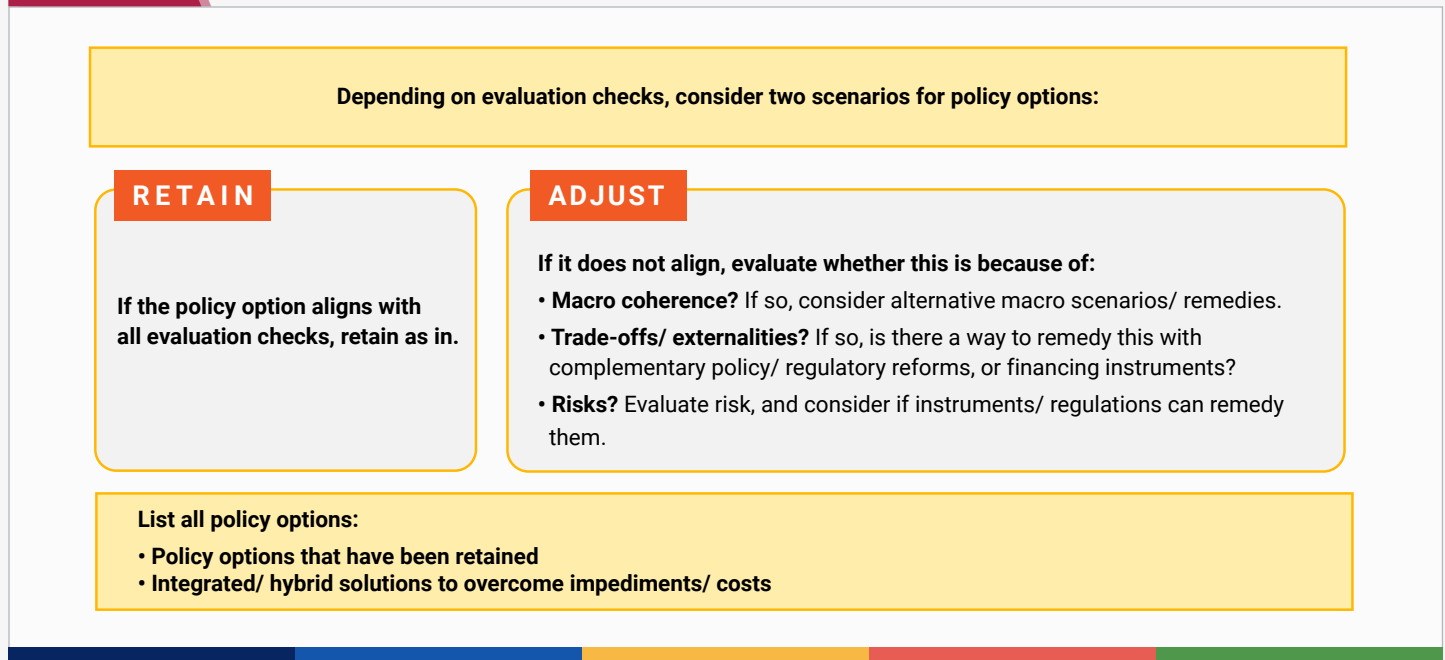 Depending on evaluation checks, consider two scenarios for policy options:
RETAIN
If the policy option aligns with
all evaluation checks, retain as in.
ADJUST
If it does not align, evaluate whether this is because of:
• Macro coherence? If so, consider alternative macro scenarios/ remedies.
• Trade-offs/ externalities? If so, is there a way to remedy this with
complementary policy/ regulatory reforms, or financing instruments?
• Risks? Evaluate risk, and consider if instruments/ regulations can remedy
them.
List all policy options:
• Policy options that have been retained
• Integrated/ hybrid solutions to overcome impediments/ costs